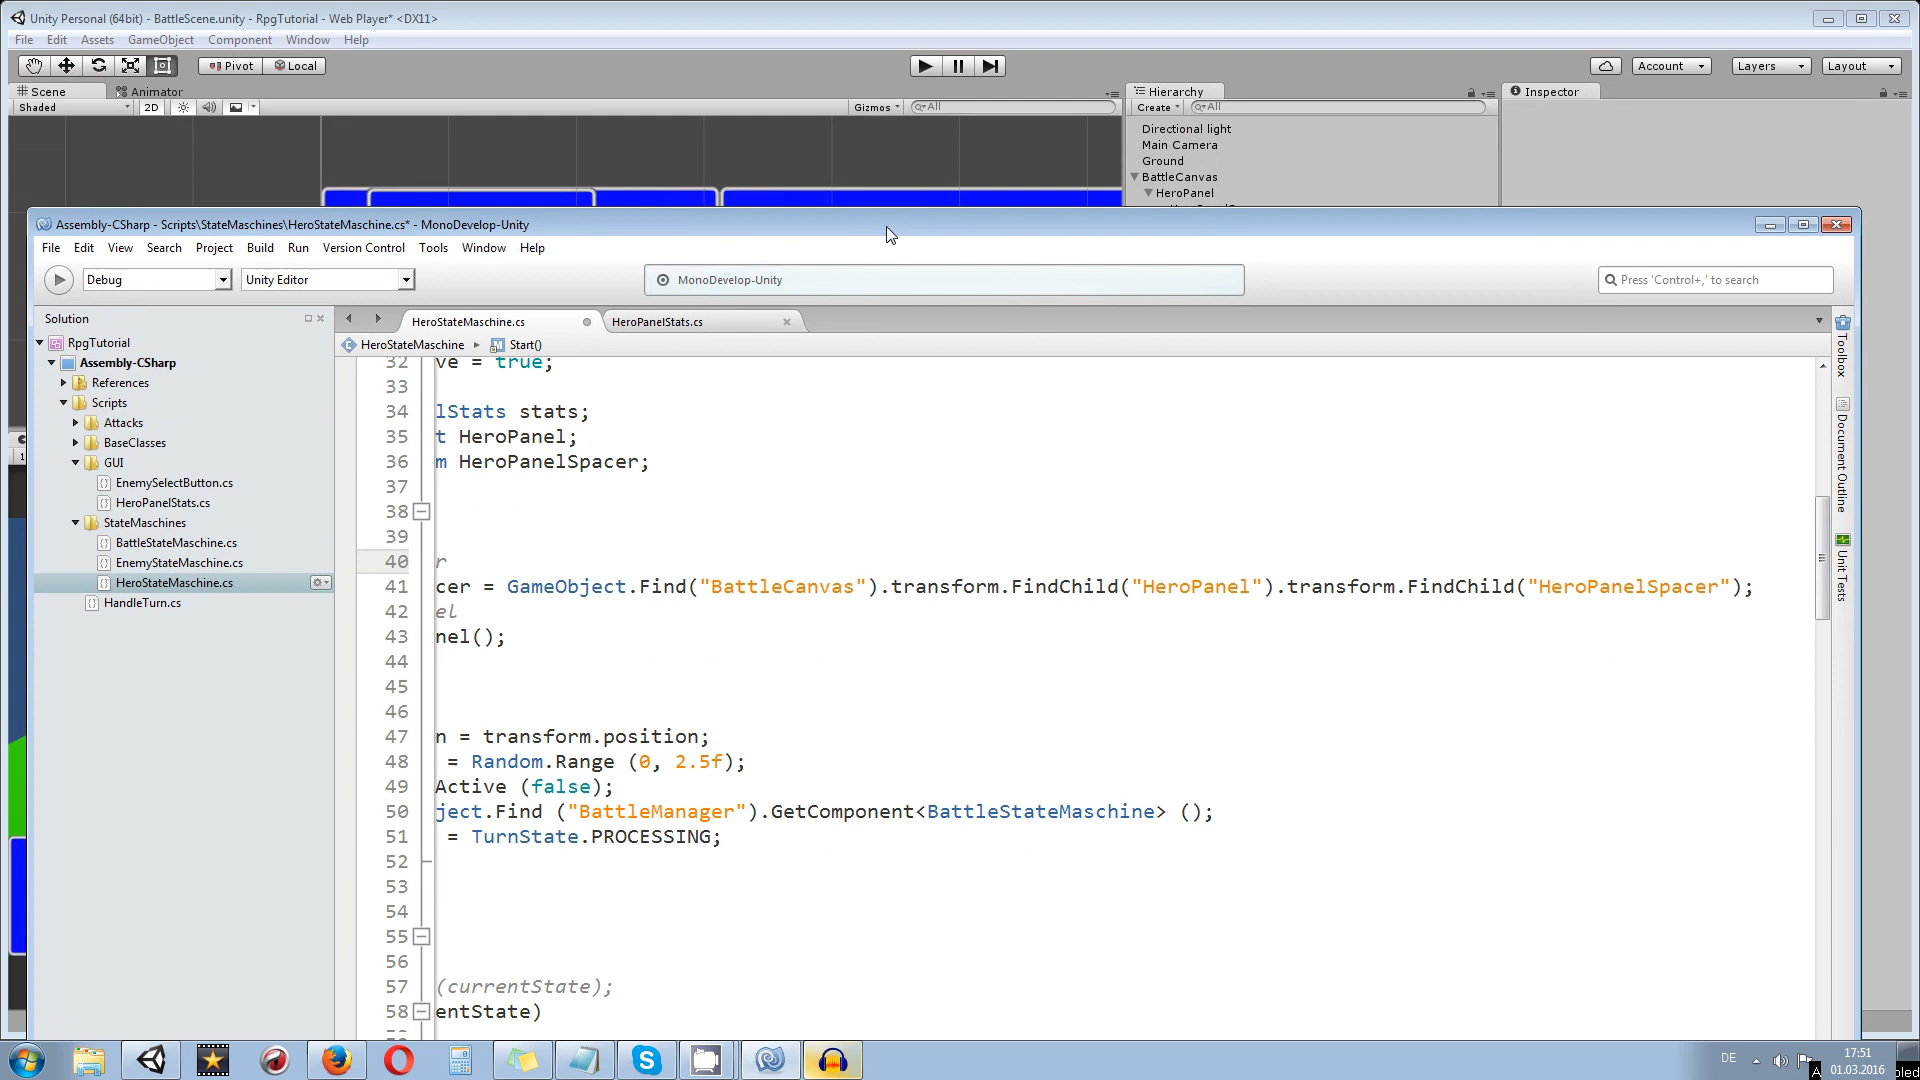 Unity Personal (64bit) - BattleScene.unity - RpgTutorial - Web Player* <DX11>
File Edit Assets GameObject Component Window Help
Pivot Local Account Layers Layout
Scene Animator Hierarchy Inspector
Shaded 2D Gizmos All Create All
Directional light
Main Camera
Ground
BattleCanvas
HeroPanel
Assembly-CSharp - Scripts\StateMaschines\HeroStateMaschine.cs* - MonoDevelop-Unity
File Edit View Search Project Build Run Version Control Tools Window Help
Debug Unity Editor MonoDevelop-Unity Press 'Control+,' to search
Solution
RpgTutorial
Assembly-CSharp
References
Scripts
Attacks
BaseClasses
GUI
EnemySelectButton.cs
HeroPanelStats.cs
StateMaschines
BattleStateMaschine.cs
EnemyStateMaschine.cs
HeroStateMaschine.cs
HandleTurn.cs
HeroStateMaschine.cs HeroPanelStats.cs
HeroStateMaschine Start()
32 ve = true;
33
34 lStats stats;
35 t HeroPanel;
36 m HeroPanelSpacer;
37
38
39
40 r
41 cer = GameObject.Find("BattleCanvas").transform.FindChild("HeroPanel").transform.FindChild("HeroPanelSpacer");
42 el
43 nel();
44
45
46
47 n = transform.position;
48 = Random.Range (0, 2.5f);
49 Active (false);
50 ject.Find ("BattleManager").GetComponent<BattleStateMaschine> ();
51 = TurnState.PROCESSING;
52
53
54
55
56
57 (currentState);
58 entState)
Toolbox
Document Outline
Unit Tests
DE
17:51
01.03.2016